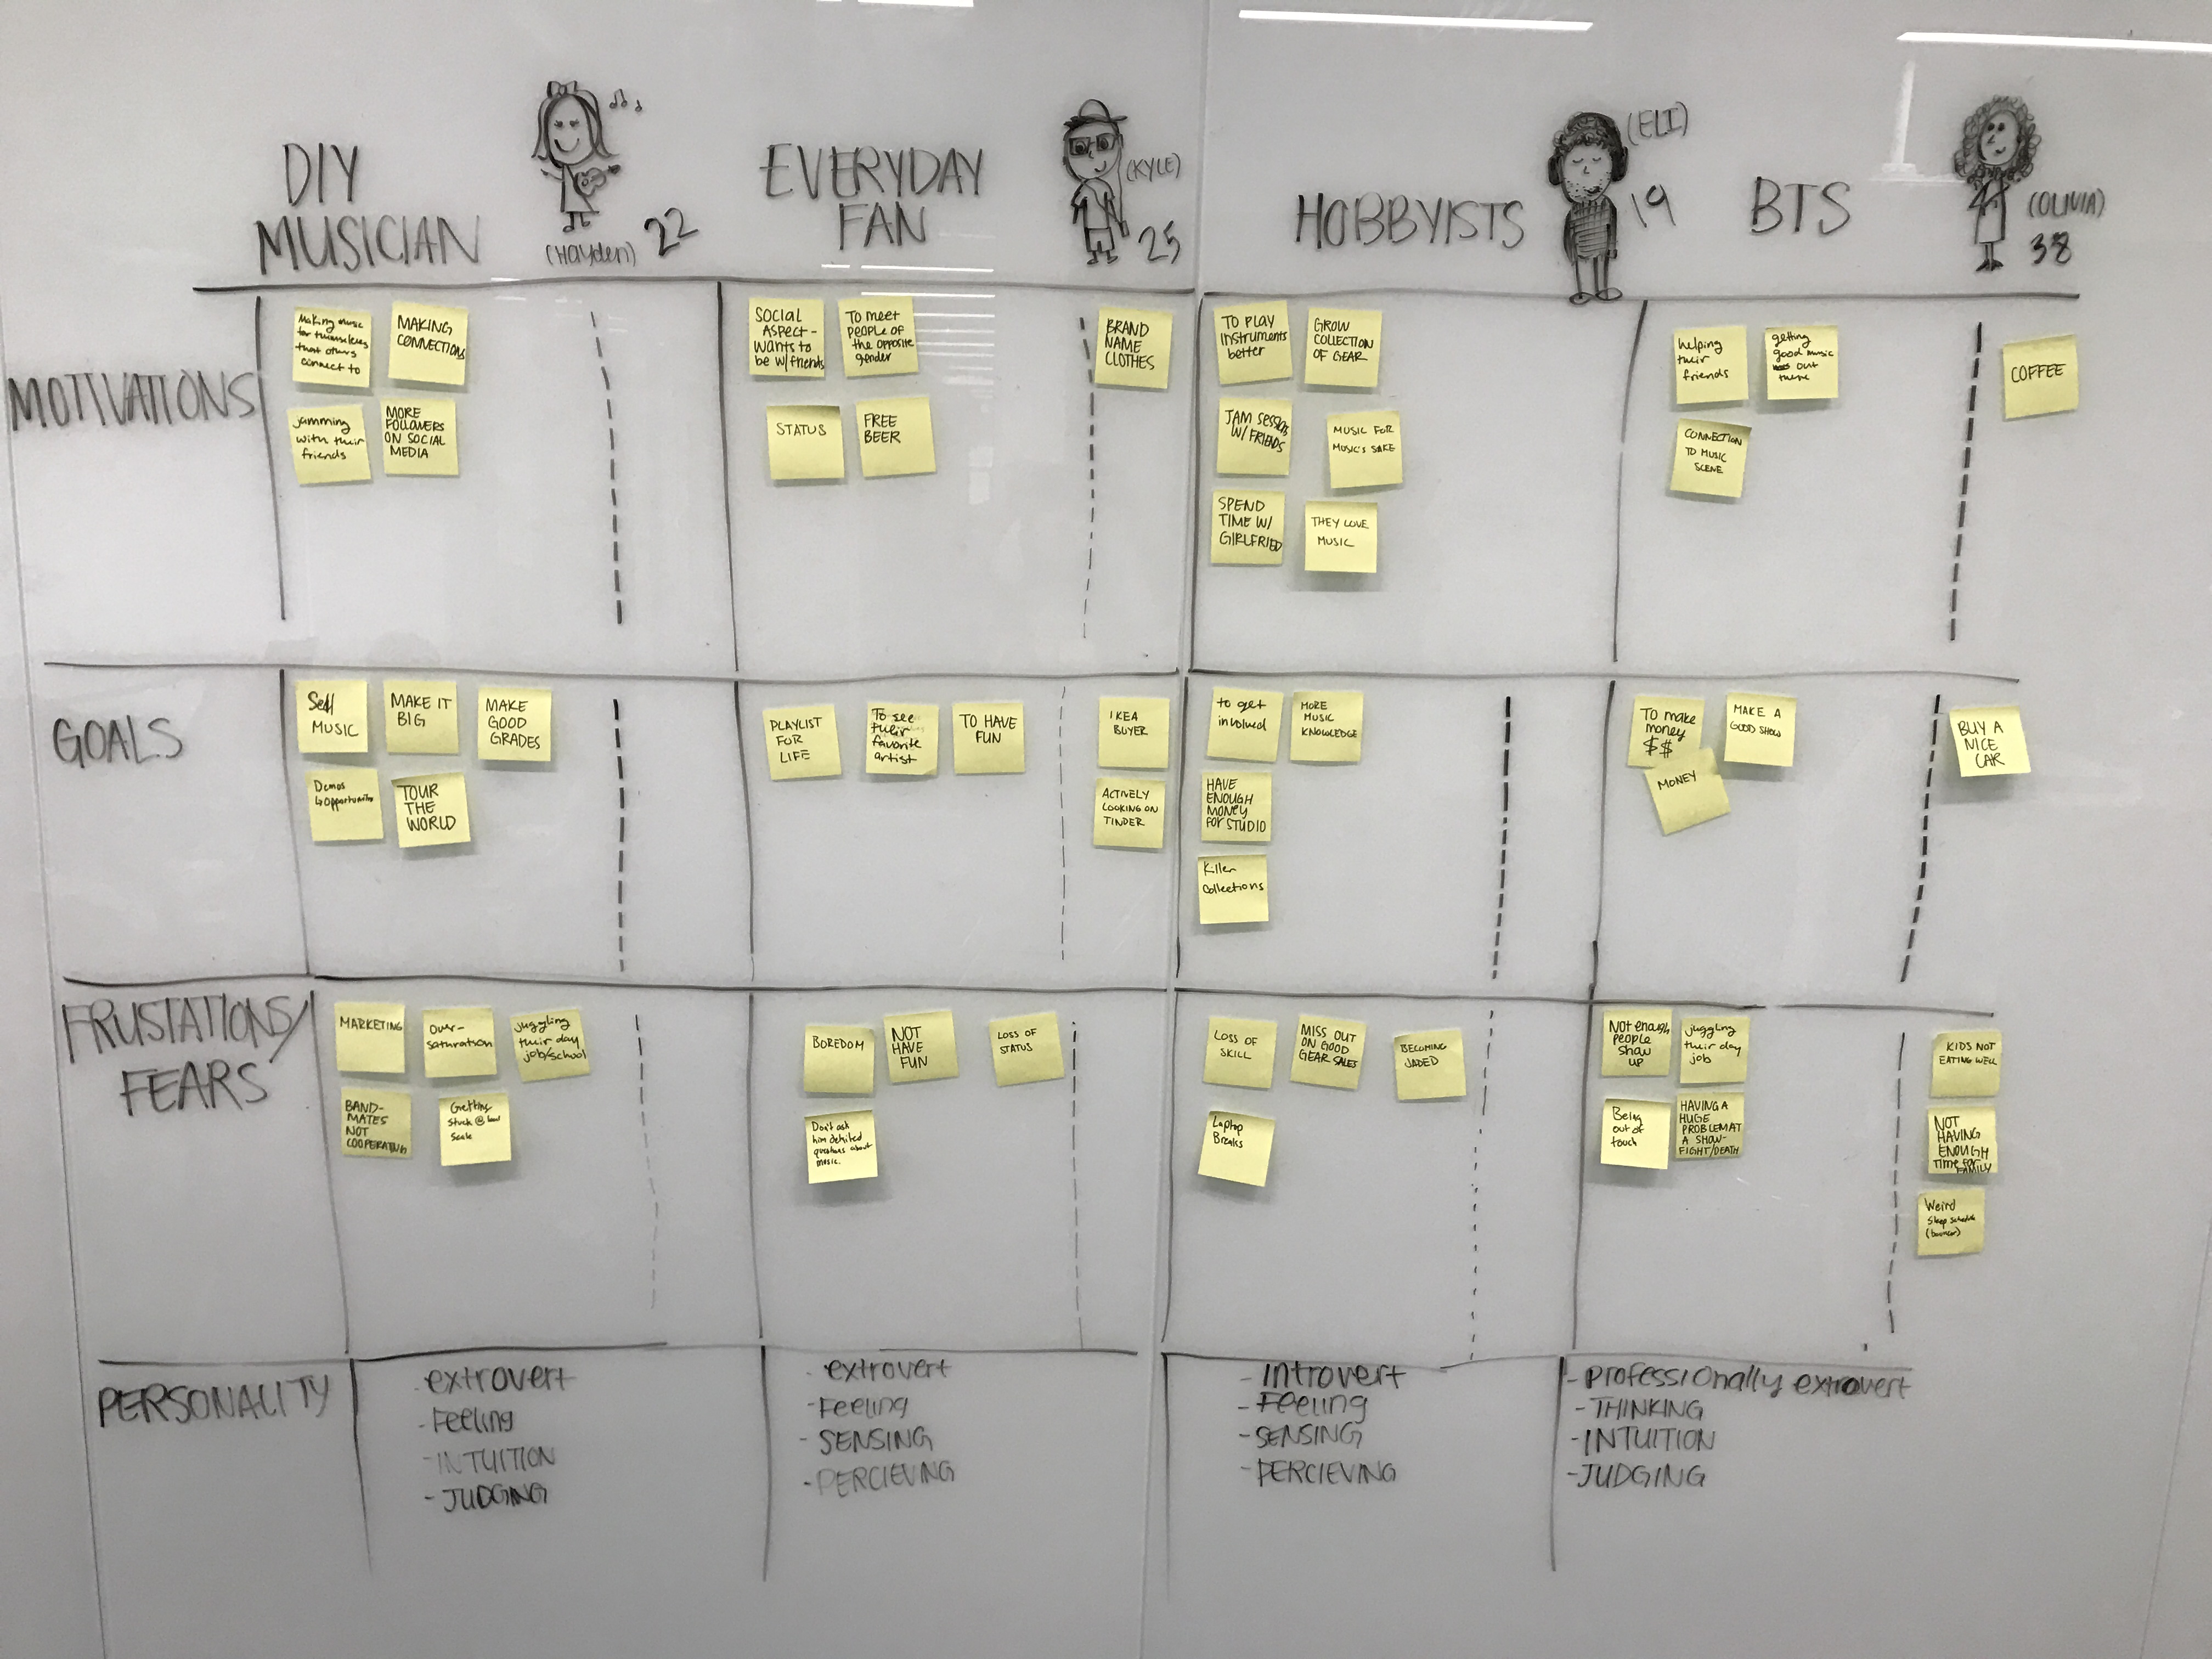 DIY
MUSICIAN
(Hayden) 22
EVERYDAY
FAN
(KYLE)
25
HOBBYISTS
(ELI)
19
BTS
(OLIVIA)
38
MOTIVATIONS
Making music
for themselves
that others
connect to
MAKING
CONNECTIONS
jamming
with their
friends
MORE
FOLLOWERS
ON SOCIAL
MEDIA
SOCIAL
ASPECT -
wants to
be w/friends
To meet
people of
the opposite
gender
STATUS
FREE
BEER
BRAND
NAME
CLOTHES
TO PLAY
instruments
better
GROW
COLLECTION
OF GEAR
JAM SESSIONS
W/ FRIENDS
MUSIC FOR
MUSIC'S SAKE
SPEND
TIME W/
GIRLFRIED
THEY LOVE
MUSIC
helping
their
friends
getting
good music
out
there
CONNECTION
TO MUSIC
SCENE
COFFEE
GOALS
Sell
MUSIC
MAKE IT
BIG
MAKE
GOOD
GRADES
Demos
↳opportunity
TOUR
THE
WORLD
PLAYLIST
FOR
LIFE
To see
their
favorite
artist
TO HAVE
FUN
IKEA
BUYER
ACTIVELY
LOOKING ON
TINDER
to get
involved
MORE
MUSIC
KNOWLEDGE
HAVE
ENOUGH
MONEY
FOR STUDIO
Killer
Collections
To make
money
$$
MAKE A
GOOD SHOW
MONEY
BUY A
NICE
CAR
FRUSTATIONS/
FEARS
MARKETING
over-
saturation
juggling
their day
job/school
BAND-
MATES
NOT
COOPERATING
Getting
stuck @ local
scale
BOREDOM
NOT
HAVE
FUN
LOSS OF
STATUS
Don't ask
him detailed
questions about
music.
LOSS OF
SKILL
MISS OUT
ON GOOD
GEAR SALES
BECOMING
JADED
Laptop
Breaks
Not enough
people
show
up
juggling
their day
job
Being
out of
touch
HAVING A
HUGE
PROBLEM AT
A SHOW-
FIGHT/DEATH
KIDS NOT
EATING WELL
NOT
HAVING
ENOUGH
Time for
FAMILY
Weird
sleep schedule
(bouncer)
PERSONALITY
- extrovert
- Feeling
- INTUITION
- JUDGING
- extrovert
- Feeling
- SENSING
- PERCIEVING
- Introvert
- Feeling
- SENSING
- PERCIEVING
- professionally extrovert
- THINKING
- INTUITION
- JUDGING